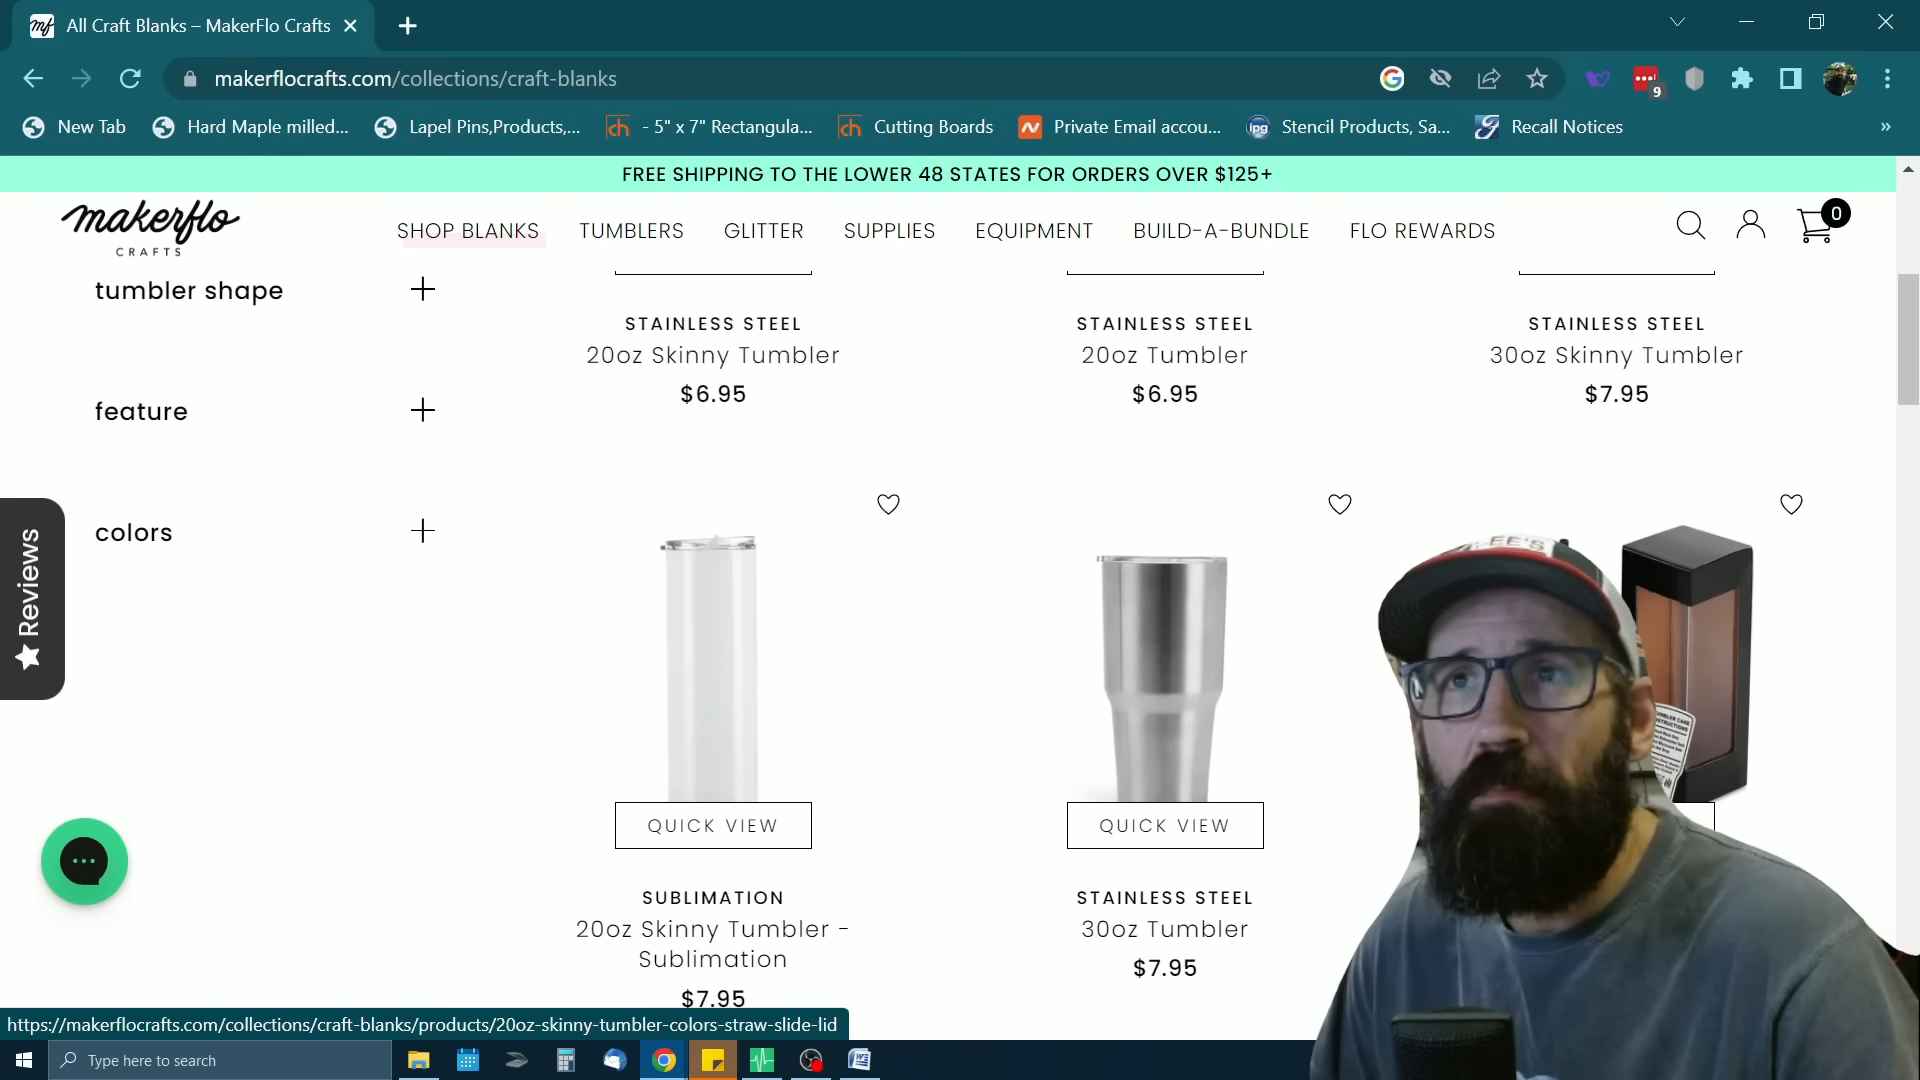 All Craft Blanks – MakerFlo Crafts
makerflocrafts.com/collections/craft-blanks
9
New Tab
Hard Maple milled...
Lapel Pins,Products,...
- 5" x 7" Rectangula...
Cutting Boards
Private Email accou...
Stencil Products, Sa...
Recall Notices
»
FREE SHIPPING TO THE LOWER 48 STATES FOR ORDERS OVER $125+
makerflo
CRAFTS
SHOP BLANKS
TUMBLERS
GLITTER
SUPPLIES
EQUIPMENT
BUILD-A-BUNDLE
FLO REWARDS
0
tumbler shape
feature
colors
STAINLESS STEEL
20oz Skinny Tumbler
$6.95
STAINLESS STEEL
20oz Tumbler
$6.95
STAINLESS STEEL
30oz Skinny Tumbler
$7.95
Reviews
QUICK VIEW
SUBLIMATION
20oz Skinny Tumbler -
Sublimation
$7.95
QUICK VIEW
STAINLESS STEEL
30oz Tumbler
$7.95
https://makerflocrafts.com/collections/craft-blanks/products/20oz-skinny-tumbler-colors-straw-slide-lid
Type here to search